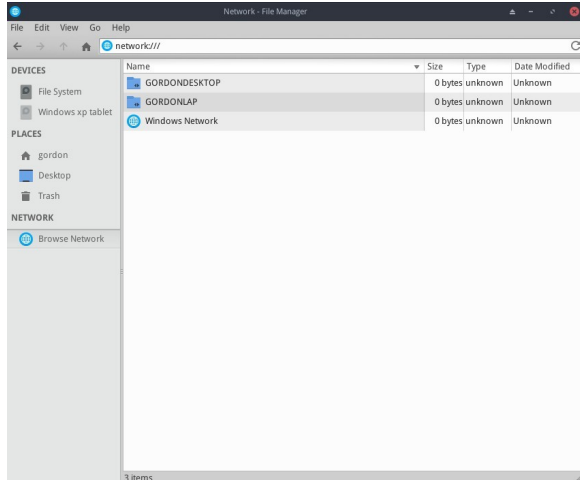 Network - File Manager
File Edit View Go Help
network:///
DEVICES
File System
Windows xp tablet
PLACES
gordon
Desktop
Trash
NETWORK
Browse Network
Name Size Type Date Modified
GORDONDESKTOP 0 bytes unknown Unknown
GORDONLAP 0 bytes unknown Unknown
Windows Network 0 bytes unknown Unknown
3 items